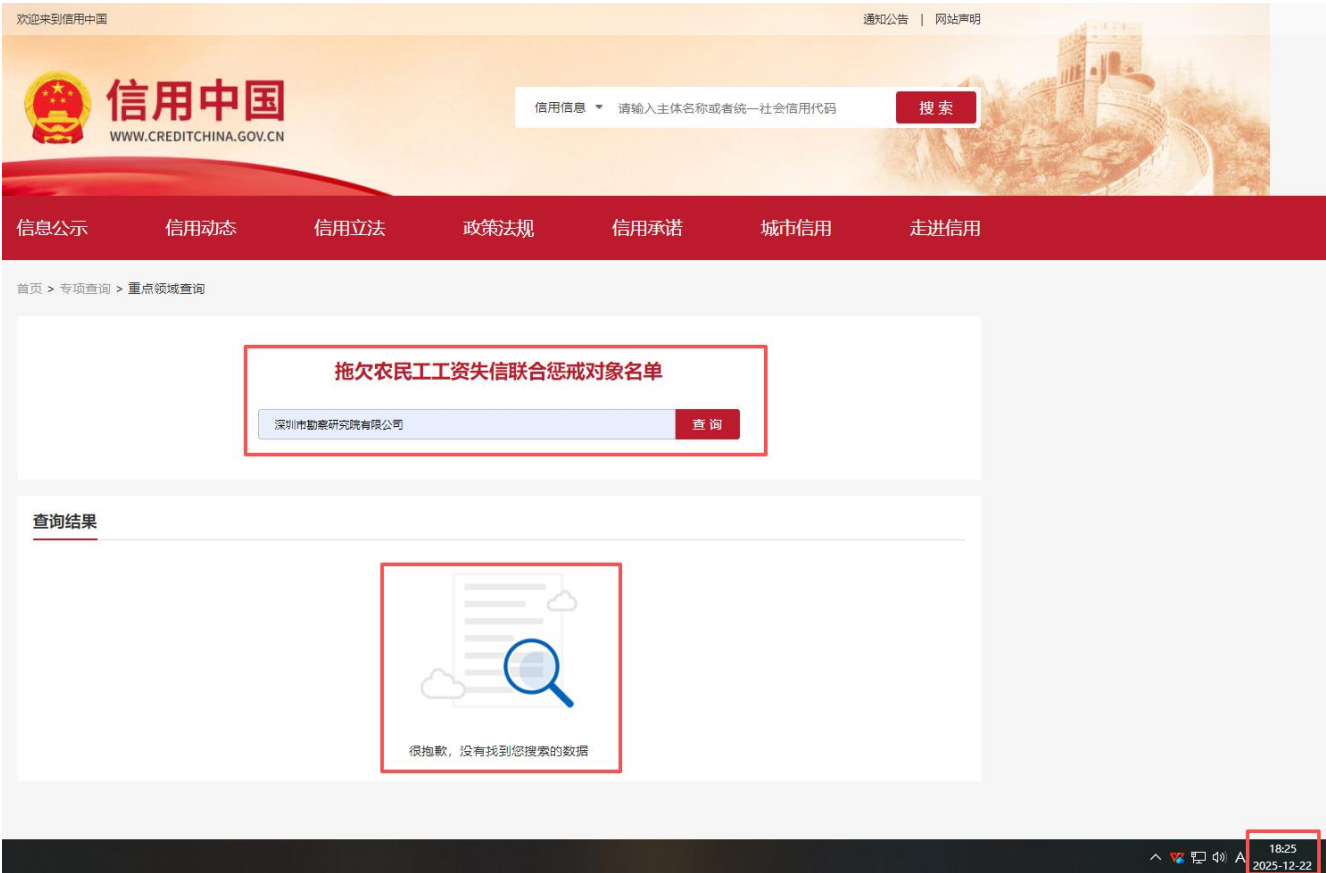 欢迎来到信用中国
通知公告 | 网站声明
信用中国
WWW.CREDITCHINA.GOV.CN
信用信息 请输入主体名称或者统一社会信用代码 搜索
信息公示 信用动态 信用立法 政策法规 信用承诺 城市信用 走进信用
首页 > 专项查询 > 重点领域查询
拖欠农民工工资失信联合惩戒对象名单
深圳市勘察研究院有限公司 查询
查询结果
很抱歉，没有找到您搜索的数据
A
18:25
2025-12-22